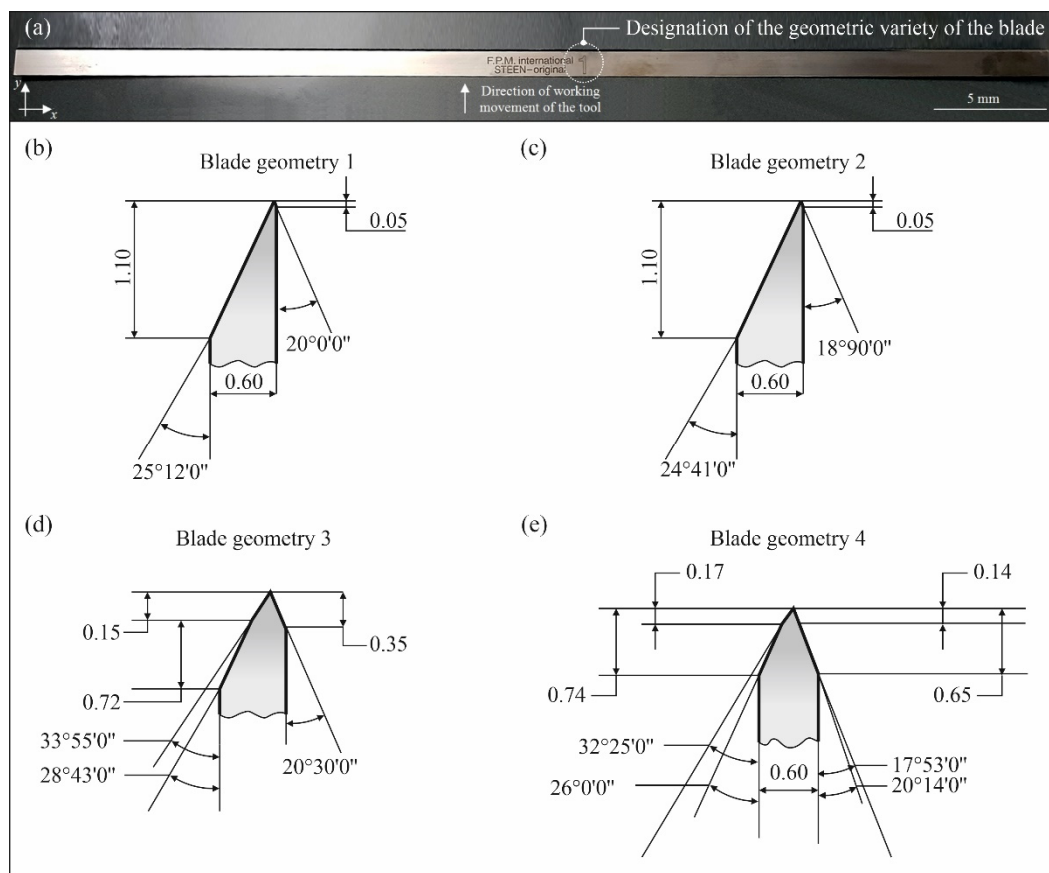 (a)
Designation of the geometric variety of the blade
F.P.M. international
STEEN-original
1
Direction of working
movement of the tool
y
x
5 mm
(b)
Blade geometry 1
1.10
0.05
20°0'0"
0.60
25°12'0"
(c)
Blade geometry 2
1.10
0.05
18°90'0"
0.60
24°41'0"
(d)
Blade geometry 3
0.15
0.35
0.72
33°55'0"
28°43'0"
20°30'0"
(e)
Blade geometry 4
0.17
0.14
0.74
0.65
32°25'0"
26°0'0"
0.60
17°53'0"
20°14'0"